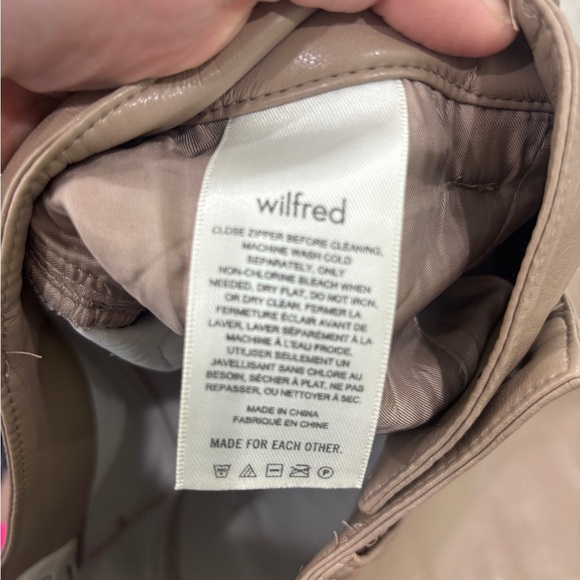 wilfred
CLOSE ZIPPER BEFORE CLEANING,
MACHINE WASH COLD
SEPARATELY, ONLY
NON-CHLORINE BLEACH WHEN
NEEDED, DRY FLAT, DO NOT IRON,
OR DRY CLEAN. FERMER LA
FERMETURE ÉCLAIR AVANT DE
LAVER, LAVER SÉPARÉMENT À LA
MACHINE À L'EAU FROIDE,
UTILISER SEULEMENT UN
JAVELLISANT SANS CHLORE AU
BESOIN, SÉCHER À PLAT, NE PAS
REPASSER, OU NETTOYER À SEC.
MADE IN CHINA
FABRIQUÉ EN CHINE
MADE FOR EACH OTHER.
P